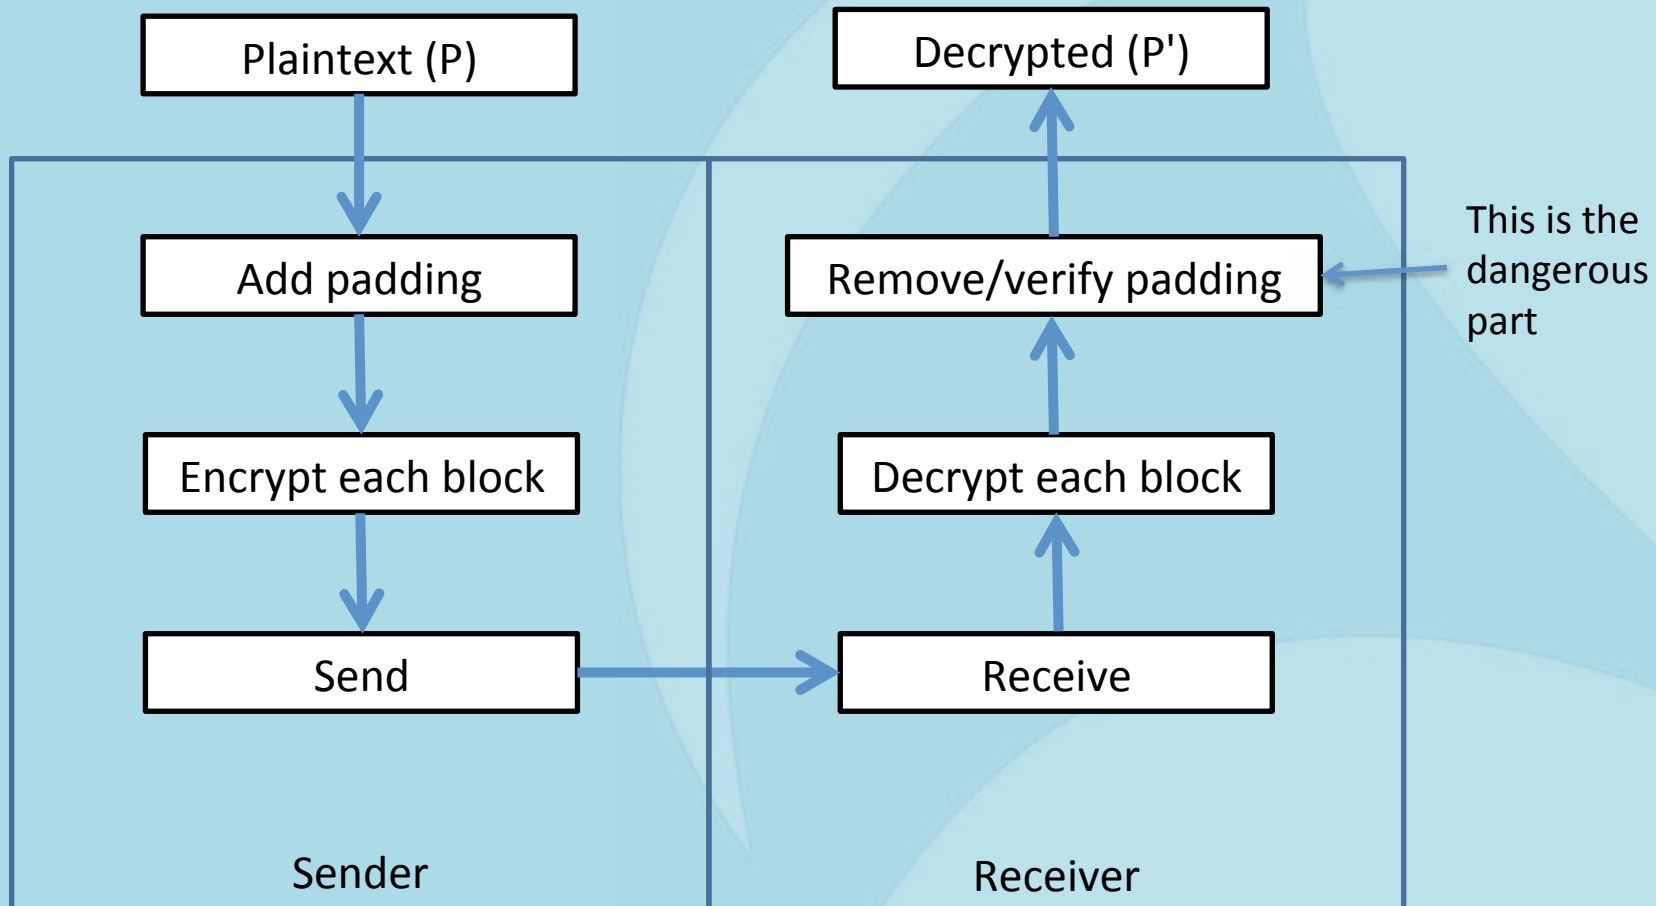 Plaintext (P)
Add padding
Encrypt each block
Send
Sender
Decrypted (P')
Remove/verify padding
Decrypt each block
Receive
Receiver
This is the
dangerous
part